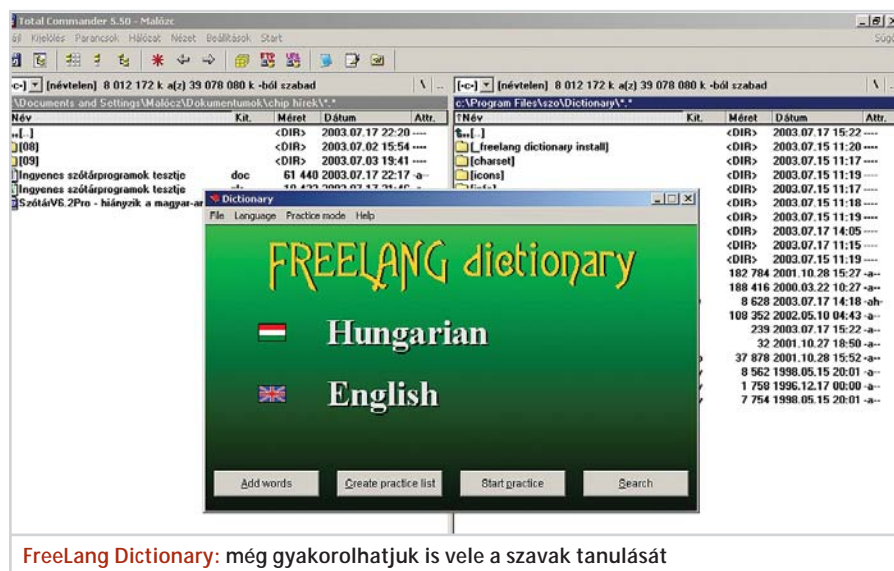 Total Commander 5.50 - Malózc
Kijelölés Parancsok Hálózat Nézet Beállítások Start
[-c-] [névtelen] 8 012 172 k a(z) 39 078 080 k -ból szabad \ ..
[-c-] [névtelen] 8 012 172 k a(z) 39 078 080 k -ból szabad \
\Documents and Settings\Malócz\Dokumentumok\chip hírek\*.*
Név Kit. Méret Dátum Attr.
[..] <DIR> 2003.07.17 22:20 ----
[08] <DIR> 2003.07.02 15:54 ----
[09] <DIR> 2003.07.03 19:41 ----
Ingyenes szótárprogramok tesztje doc 61 440 2003.07.17 22:17 -a--
Ingyenes szótárprogramok tesztje
SzótárV6.2Pro - hiányzik a magyar-
c:\Program Files\szo\Dictionary\*.*
↑Név Kit. Méret Dátum Attr.
[..] <DIR> 2003.07.17 15:22 ----
[_freelang dictionary install] <DIR> 2003.07.15 11:20 ----
[charset] <DIR> 2003.07.15 11:17 ----
[icons] <DIR> 2003.07.15 11:19 ----
<DIR> 2003.07.15 11:17 ----
<DIR> 2003.07.15 11:18 ----
<DIR> 2003.07.15 11:19 ----
<DIR> 2003.07.17 14:05 ----
<DIR> 2003.07.17 11:15 ----
<DIR> 2003.07.15 11:19 ----
182 784 2001.10.28 15:27 -a--
188 416 2000.03.22 10:27 -a--
8 628 2003.07.17 14:18 -ah-
108 352 2002.05.10 04:43 -a--
239 2003.07.17 15:22 -a--
32 2001.10.27 18:50 -a--
37 878 2001.10.28 15:52 -a--
8 562 1998.05.15 20:01 -a--
1 758 1996.12.17 00:00 -a--
7 754 1998.05.15 20:01 -a--
Dictionary
File Language Practice mode Help
FREELANG dictionary
Hungarian
English
Add words Create practice list Start practice Search
FreeLang Dictionary: még gyakorolhatjuk is vele a szavak tanulását